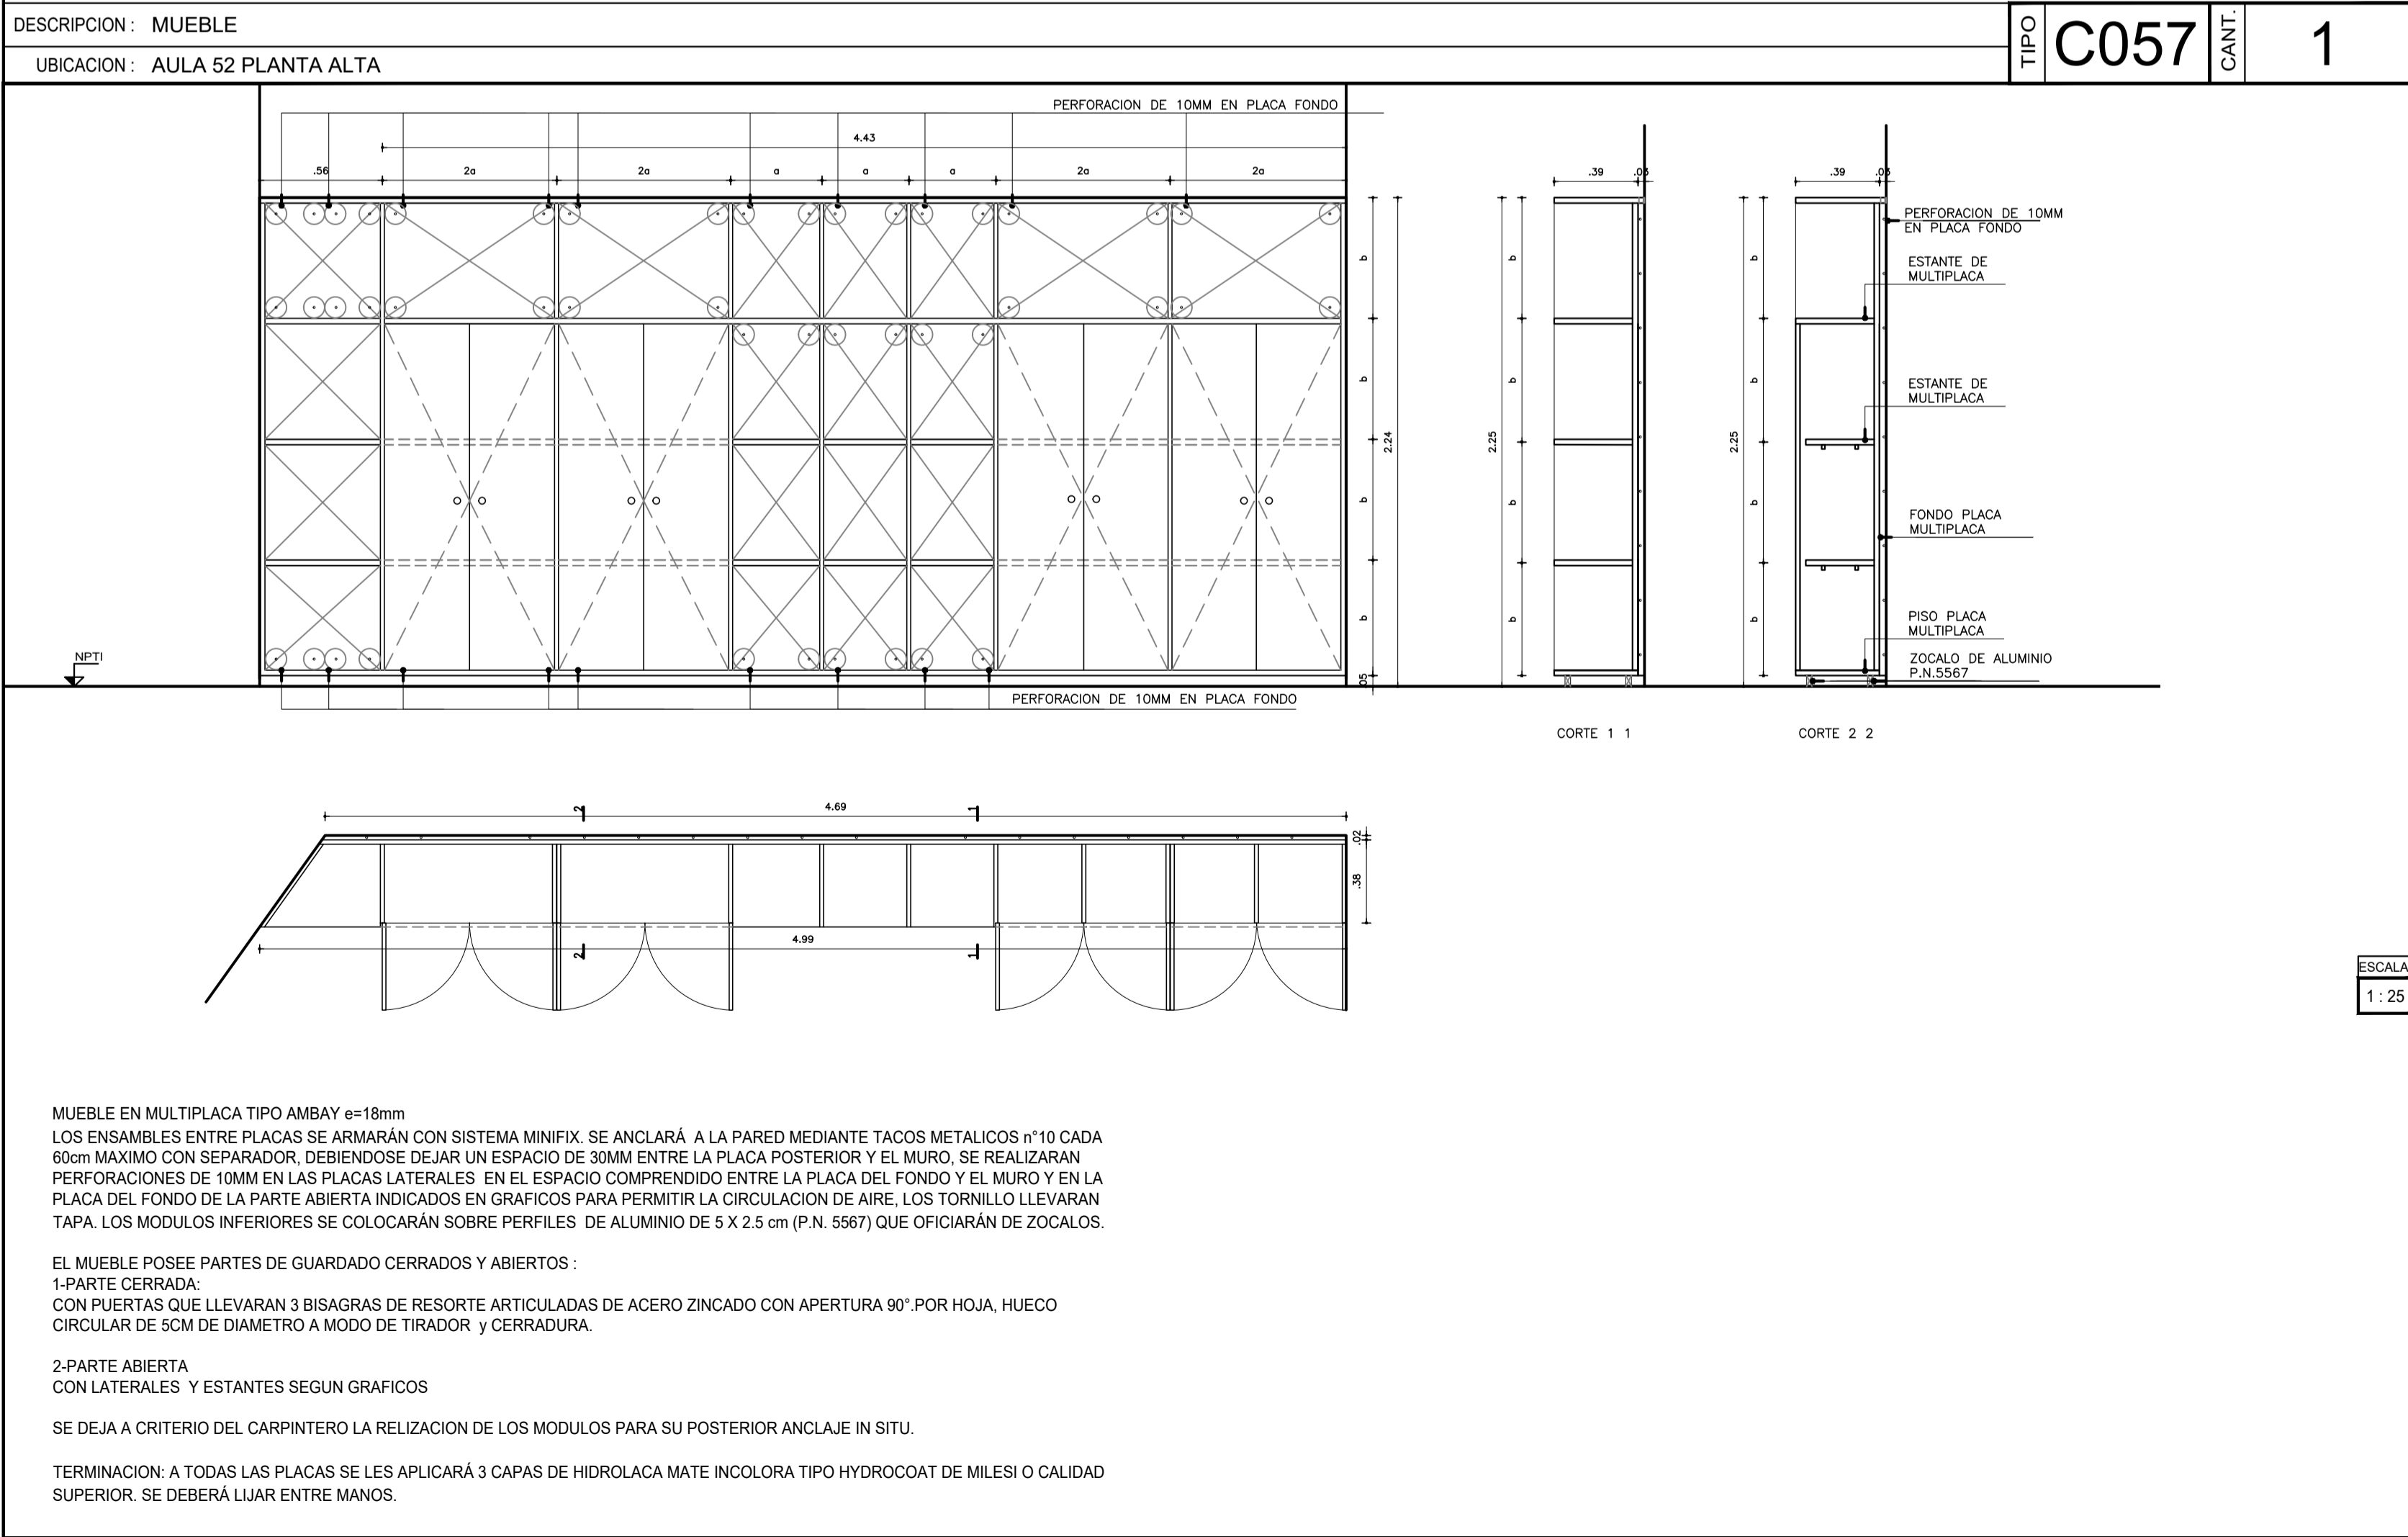 DESCRIPCION : MUEBLE
UBICACION : AULA 52 PLANTA ALTA
TIPO C057 CANT. 1
PERFORACION DE 10MM EN PLACA FONDO
4.43
.56 2a 2a a a a 2a 2a
b
b
b
b
.05
2.24
NPTI
PERFORACION DE 10MM EN PLACA FONDO
.39 .03
b
b
b
b
2.25
CORTE 1 1
.39 .03
b
b
b
b
2.25
PERFORACION DE 10MM
EN PLACA FONDO
ESTANTE DE
MULTIPLACA
ESTANTE DE
MULTIPLACA
FONDO PLACA
MULTIPLACA
PISO PLACA
MULTIPLACA
ZOCALO DE ALUMINIO
P.N.5567
CORTE 2 2
2 4.69 1
.02
.38
2 4.99 1
ESCALA
1 : 25
MUEBLE EN MULTIPLACA TIPO AMBAY e=18mm
LOS ENSAMBLES ENTRE PLACAS SE ARMARÁN CON SISTEMA MINIFIX. SE ANCLARÁ A LA PARED MEDIANTE TACOS METALICOS n°10 CADA
60cm MAXIMO CON SEPARADOR, DEBIENDOSE DEJAR UN ESPACIO DE 30MM ENTRE LA PLACA POSTERIOR Y EL MURO, SE REALIZARAN
PERFORACIONES DE 10MM EN LAS PLACAS LATERALES EN EL ESPACIO COMPRENDIDO ENTRE LA PLACA DEL FONDO Y EL MURO Y EN LA
PLACA DEL FONDO DE LA PARTE ABIERTA INDICADOS EN GRAFICOS PARA PERMITIR LA CIRCULACION DE AIRE, LOS TORNILLO LLEVARAN
TAPA. LOS MODULOS INFERIORES SE COLOCARÁN SOBRE PERFILES DE ALUMINIO DE 5 X 2.5 cm (P.N. 5567) QUE OFICIARÁN DE ZOCALOS.
EL MUEBLE POSEE PARTES DE GUARDADO CERRADOS Y ABIERTOS :
1-PARTE CERRADA:
CON PUERTAS QUE LLEVARAN 3 BISAGRAS DE RESORTE ARTICULADAS DE ACERO ZINCADO CON APERTURA 90°.POR HOJA, HUECO
CIRCULAR DE 5CM DE DIAMETRO A MODO DE TIRADOR y CERRADURA.
2-PARTE ABIERTA
CON LATERALES Y ESTANTES SEGUN GRAFICOS
SE DEJA A CRITERIO DEL CARPINTERO LA RELIZACION DE LOS MODULOS PARA SU POSTERIOR ANCLAJE IN SITU.
TERMINACION: A TODAS LAS PLACAS SE LES APLICARÁ 3 CAPAS DE HIDROLACA MATE INCOLORA TIPO HYDROCOAT DE MILESI O CALIDAD
SUPERIOR. SE DEBERÁ LIJAR ENTRE MANOS.